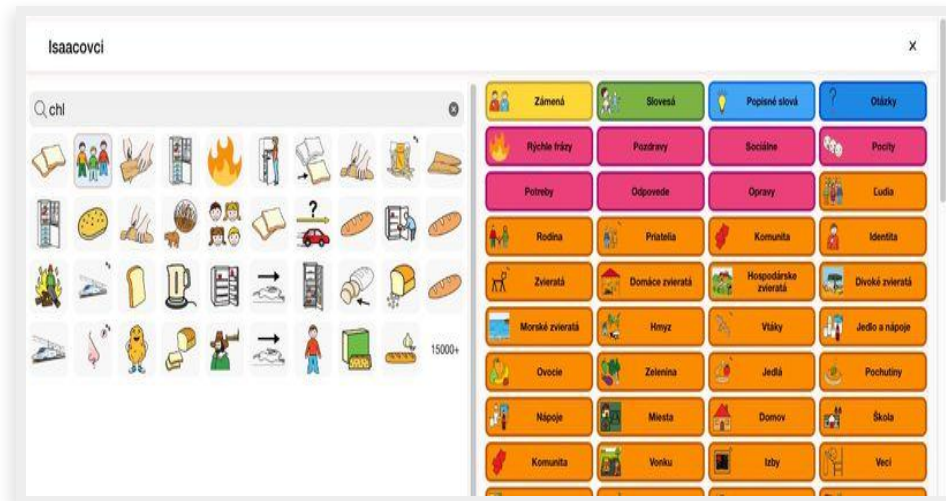 Isaacovci x
chl
15000+
Zámená Slovesá Popisné slová Otázky
Rýchle frázy Pozdravy Sociálne Pocity
Potreby Odpovede Opravy Ľudia
Rodina Priatelia Komunita Identita
Zvieratá Domáce zvieratá Hospodárske zvieratá Divoké zvieratá
Morské zvieratá Hmyz Vtáky Jedlo a nápoje
Ovocie Zelenina Jedlá Pochutiny
Nápoje Miesta Domov Škola
Komunita Vonku Izby Veci